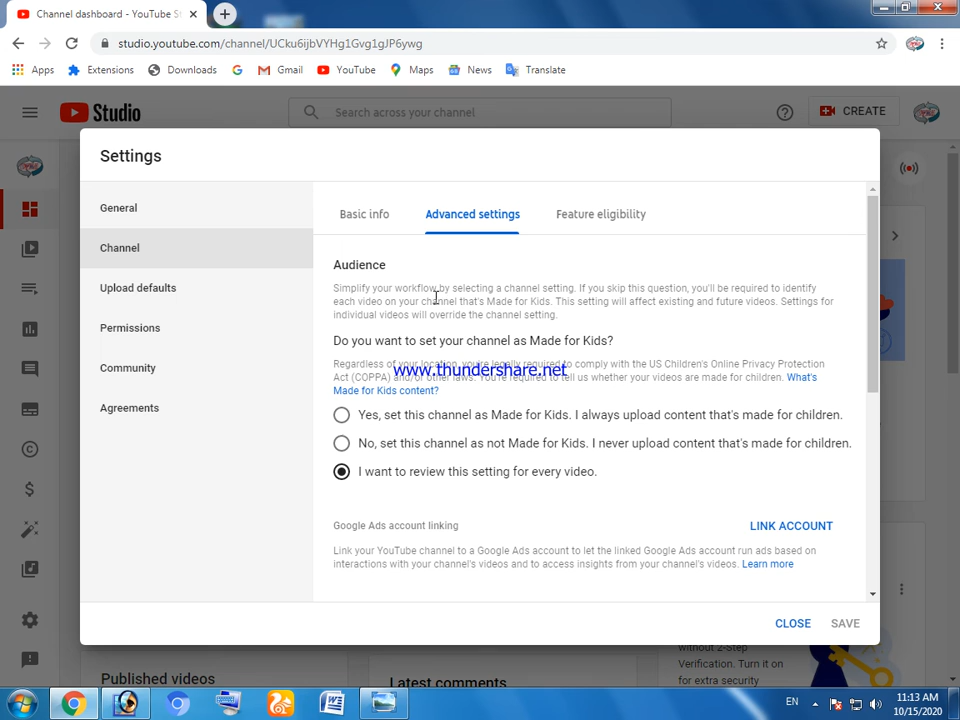 Channel dashboard - YouTube St
studio.youtube.com/channel/UCku6ijbVYHg1Gvg1gJP6ywg
Apps Extensions Downloads Gmail YouTube Maps News Translate
Studio
Search across your channel
CREATE
Settings
General
Channel
Upload defaults
Permissions
Community
Agreements
Basic info Advanced settings Feature eligibility
Audience
Simplify your workflow by selecting a channel setting. If you skip this question, you'll be required to identify
each video on your channel that's Made for Kids. This setting will affect existing and future videos. Settings for
individual videos will override the channel setting.
Do you want to set your channel as Made for Kids?
Regardless of your location, you're legally required to comply with the US Children's Online Privacy Protection
Act (COPPA) and/or other laws. You're required to tell us whether your videos are made for children. What's
Made for Kids content?
www.thundershare.net
Yes, set this channel as Made for Kids. I always upload content that's made for children.
No, set this channel as not Made for Kids. I never upload content that's made for children.
I want to review this setting for every video.
Google Ads account linking
LINK ACCOUNT
Link your YouTube channel to a Google Ads account to let the linked Google Ads account run ads based on
interactions with your channel's videos and to access insights from your channel's videos. Learn more
CLOSE SAVE
Published videos
Latest comments
without 2-Step
Verification. Turn it on
for extra security
EN
11:13 AM
10/15/2020